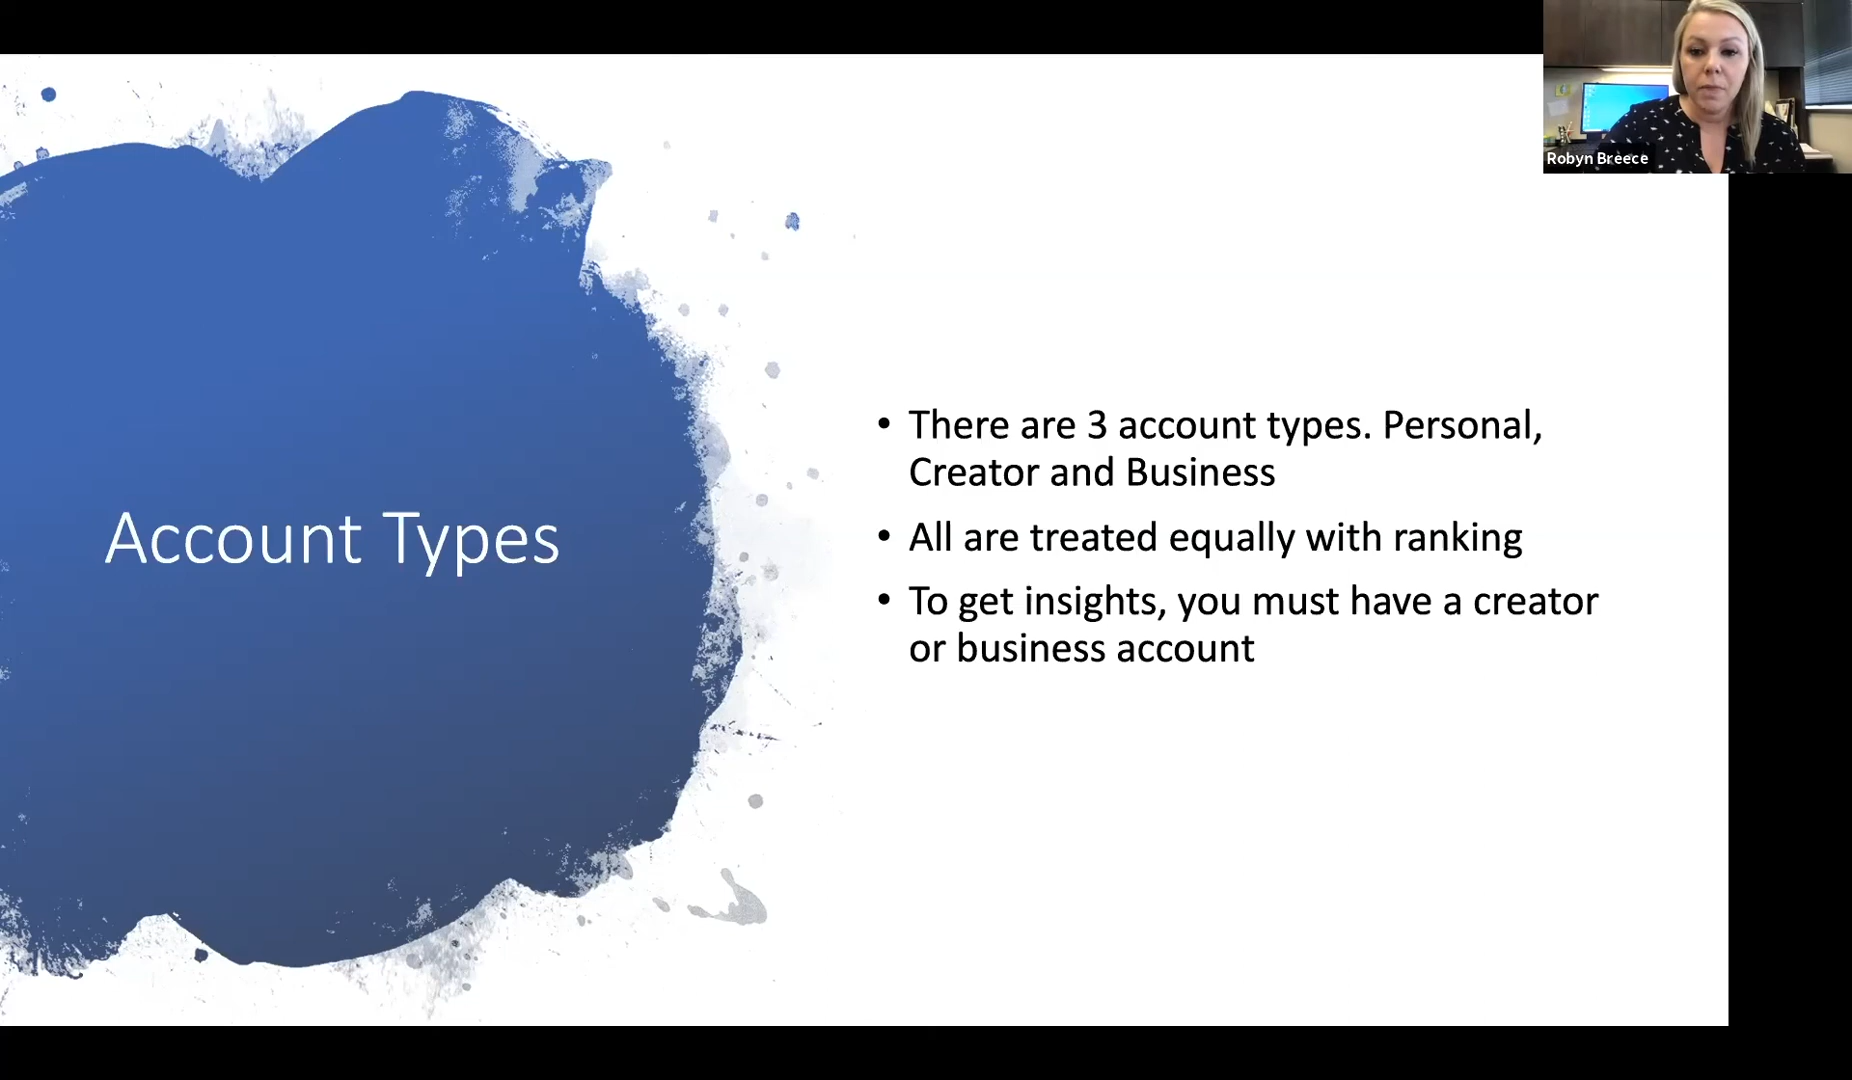 Robyn Breece
Account Types
• There are 3 account types. Personal,
Creator and Business
• All are treated equally with ranking
• To get insights, you must have a creator
or business account